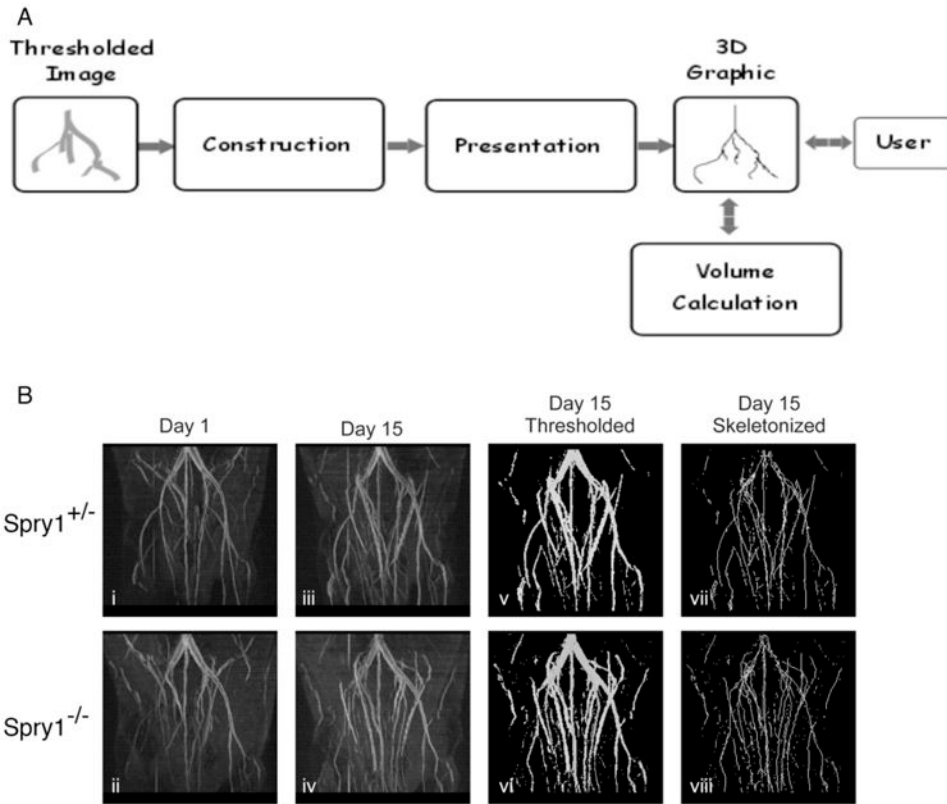 A
Thresholded
Image
3D
Graphic
Construction
Presentation
User
Volume
Calculation
B
Day 1
Day 15
Day 15
Thresholded
Day 15
Skeletonized
Spry1+/-
i
iii
v
vii
Spry1-/-
ii
iv
vi
viii